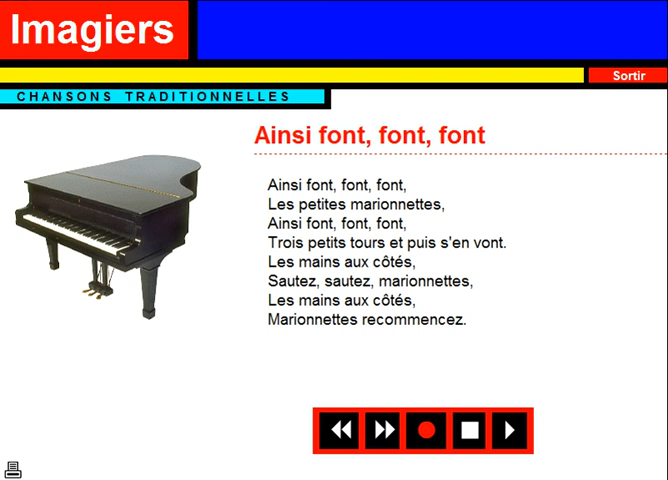 Imagiers
Sortir
CHANSONS TRADITIONNELLES
Ainsi font, font, font
Ainsi font, font, font,
Les petites marionnettes,
Ainsi font, font, font,
Trois petits tours et puis s'en vont.
Les mains aux côtés,
Sautez, sautez, marionnettes,
Les mains aux côtés,
Marionnettes recommencez.